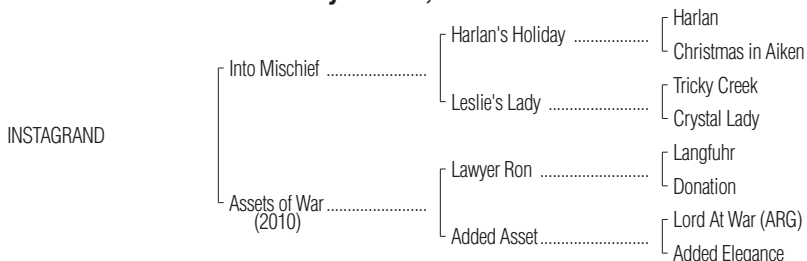 Harlan
Harlan's Holiday ........................
Christmas in Aiken
Into Mischief ........................
Tricky Creek
Leslie's Lady ........................
Crystal Lady
INSTAGRAND
Langfuhr
Lawyer Ron ........................
Donation
Assets of War ........................
(2010)
Lord At War (ARG)
Added Asset ........................
Added Elegance